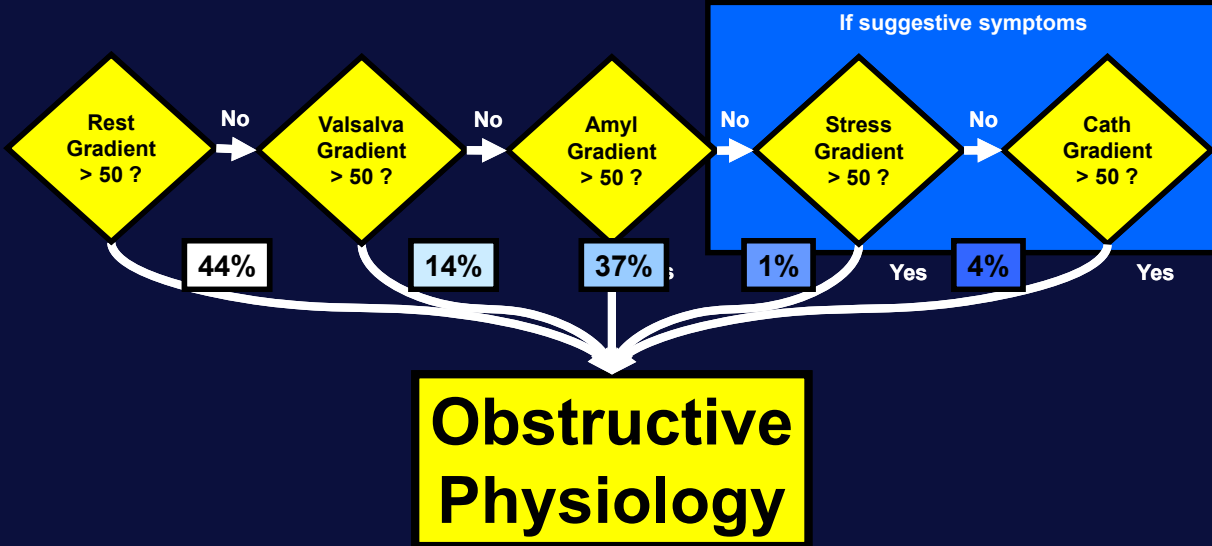 If suggestive symptoms
Rest
Gradient
> 50 ?
No
Valsalva
Gradient
> 50 ?
No
Amyl
Gradient
> 50 ?
No
Stress
Gradient
> 50 ?
No
Cath
Gradient
> 50 ?
44%
14%
37%
1%
Yes
4%
Yes
Obstructive
Physiology